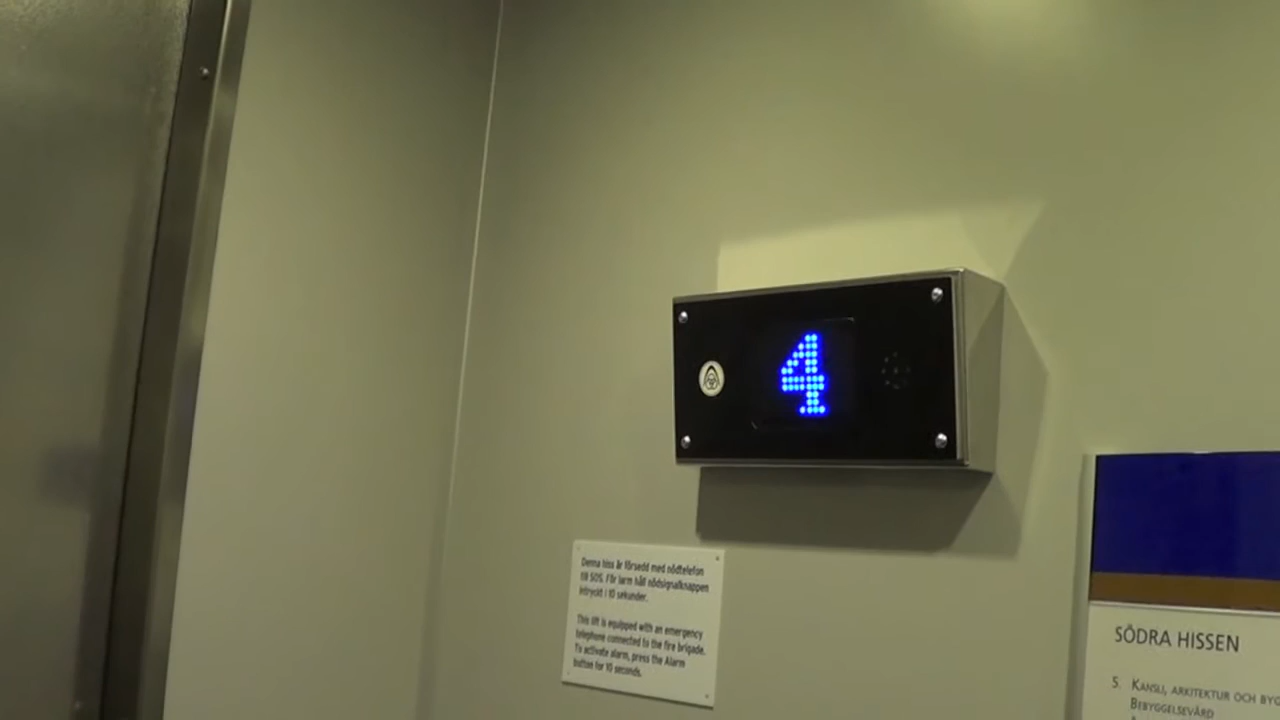 4
Denna hiss är försedd med nödtelefon
till SOS. För larm håll nödsignalknappen
intryckt i 10 sekunder.
This lift is equipped with an emergency
telephone connected to the fire brigade.
To activate alarm, press the Alarm
button for 10 seconds.
SÖDRA HISSEN
5. KANSLI, ARKITEKTUR OCH BYG
BEBYGGELSEVÅRD